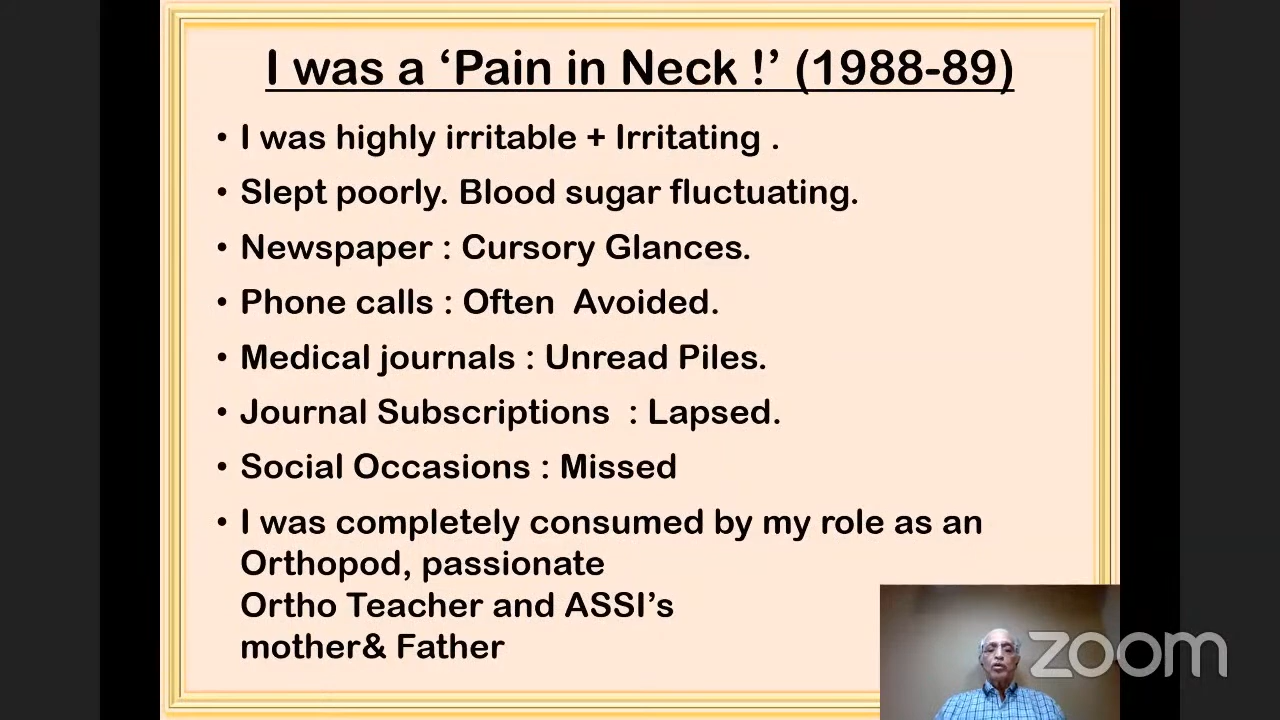 I was a ‘Pain in Neck !’ (1988-89)
• I was highly irritable + Irritating .
• Slept poorly. Blood sugar fluctuating.
• Newspaper : Cursory Glances.
• Phone calls : Often  Avoided.
• Medical journals : Unread Piles.
• Journal Subscriptions  : Lapsed.
• Social Occasions : Missed
• I was completely consumed by my role as an
Orthopod, passionate
Ortho Teacher and ASSI’s
mother& Father
zoom